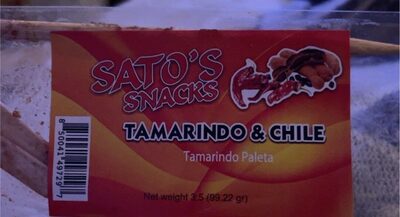 SATO'S
SNACKS
TAMARINDO & CHILE
Tamarindo Paleta
Net weight 3.5 (99.22 gr)